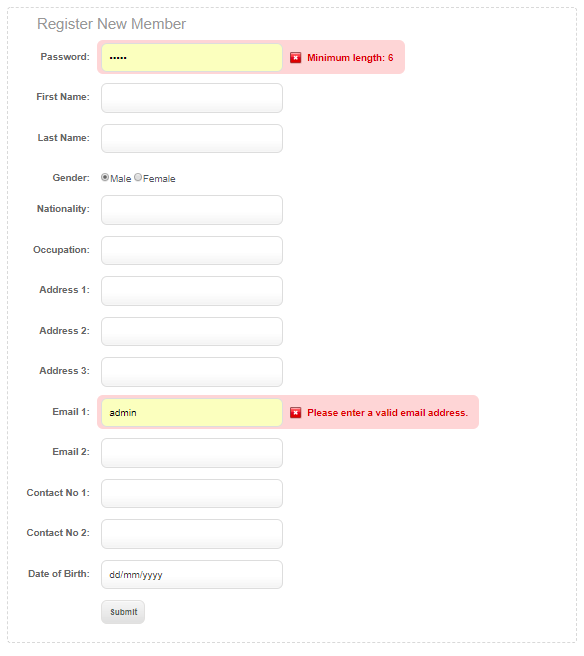 Register New Member
Password: ••••• Minimum length: 6
First Name:
Last Name:
Gender: Male Female
Nationality:
Occupation:
Address 1:
Address 2:
Address 3:
Email 1: admin Please enter a valid email address.
Email 2:
Contact No 1:
Contact No 2:
Date of Birth: dd/mm/yyyy
Submit